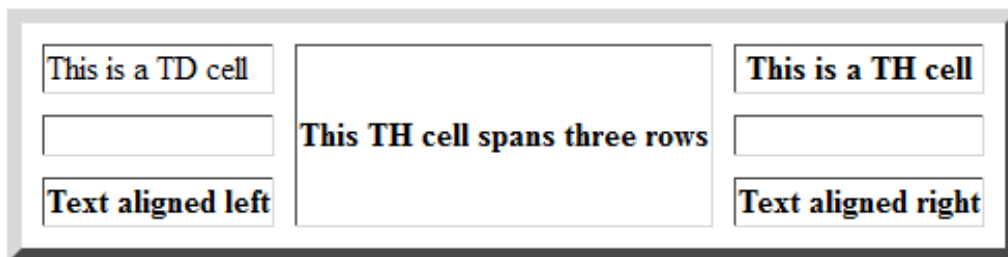 This is a TD cell
This TH cell spans three rows
This is a TH cell
Text aligned left
Text aligned right